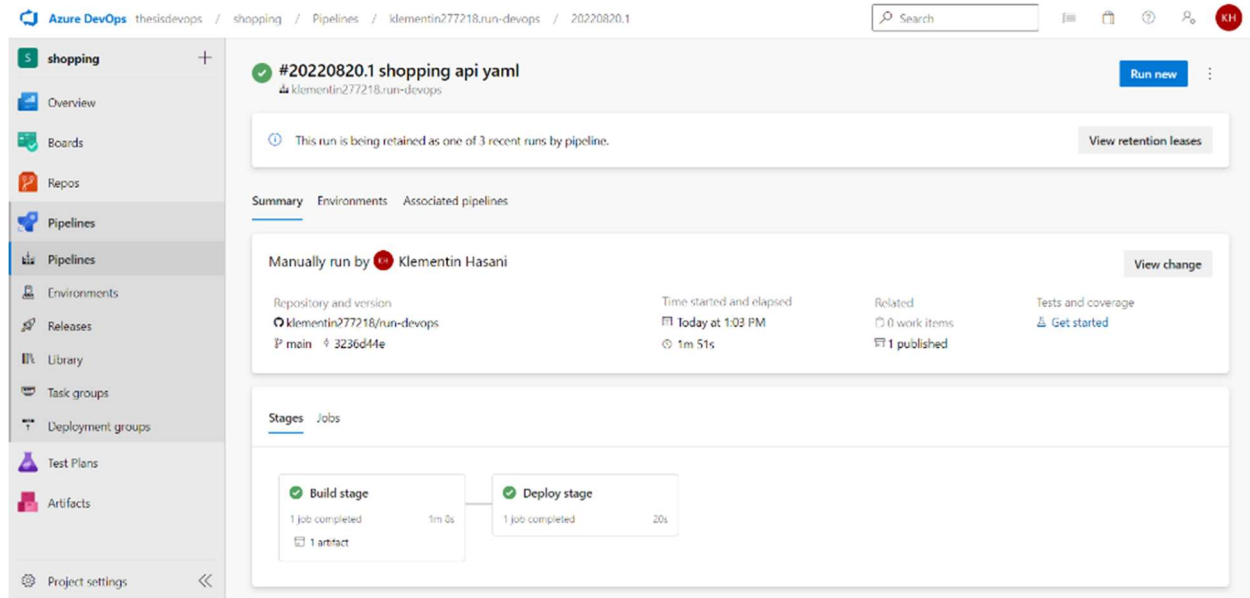 Azure DevOps thesisdevops / shopping / Pipelines / klementin277218.run-devops / 20220820.1
Search
KH
S shopping
Overview
Boards
Repos
Pipelines
Pipelines
Environments
Releases
Library
Task groups
Deployment groups
Test Plans
Artifacts
Project settings
#20220820.1 shopping api yaml
klementin277218.run-devops
Run new
This run is being retained as one of 3 recent runs by pipeline.
View retention leases
Summary Environments Associated pipelines
Manually run by KH Klementin Hasani
View change
Repository and version
klementin277218/run-devops
main 3236d44e
Time started and elapsed
Today at 1:03 PM
1m 51s
Related
0 work items
1 published
Tests and coverage
Get started
Stages Jobs
Build stage
1 job completed 1m 8s
1 artifact
Deploy stage
1 job completed 20s